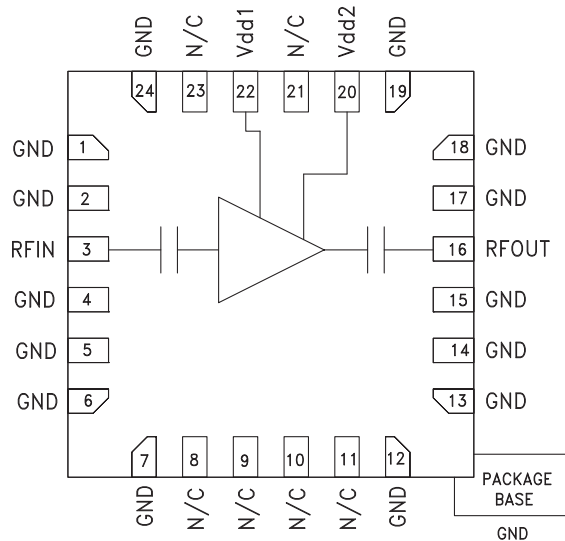 GND N/C Vdd1 N/C Vdd2 GND
24 23 22 21 20 19
GND 1 18 GND
GND 2 17 GND
RFIN 3 16 RFOUT
GND 4 15 GND
GND 5 14 GND
GND 6 13 GND
7 8 9 10 11 12
GND N/C N/C N/C N/C GND
PACKAGE
BASE
GND